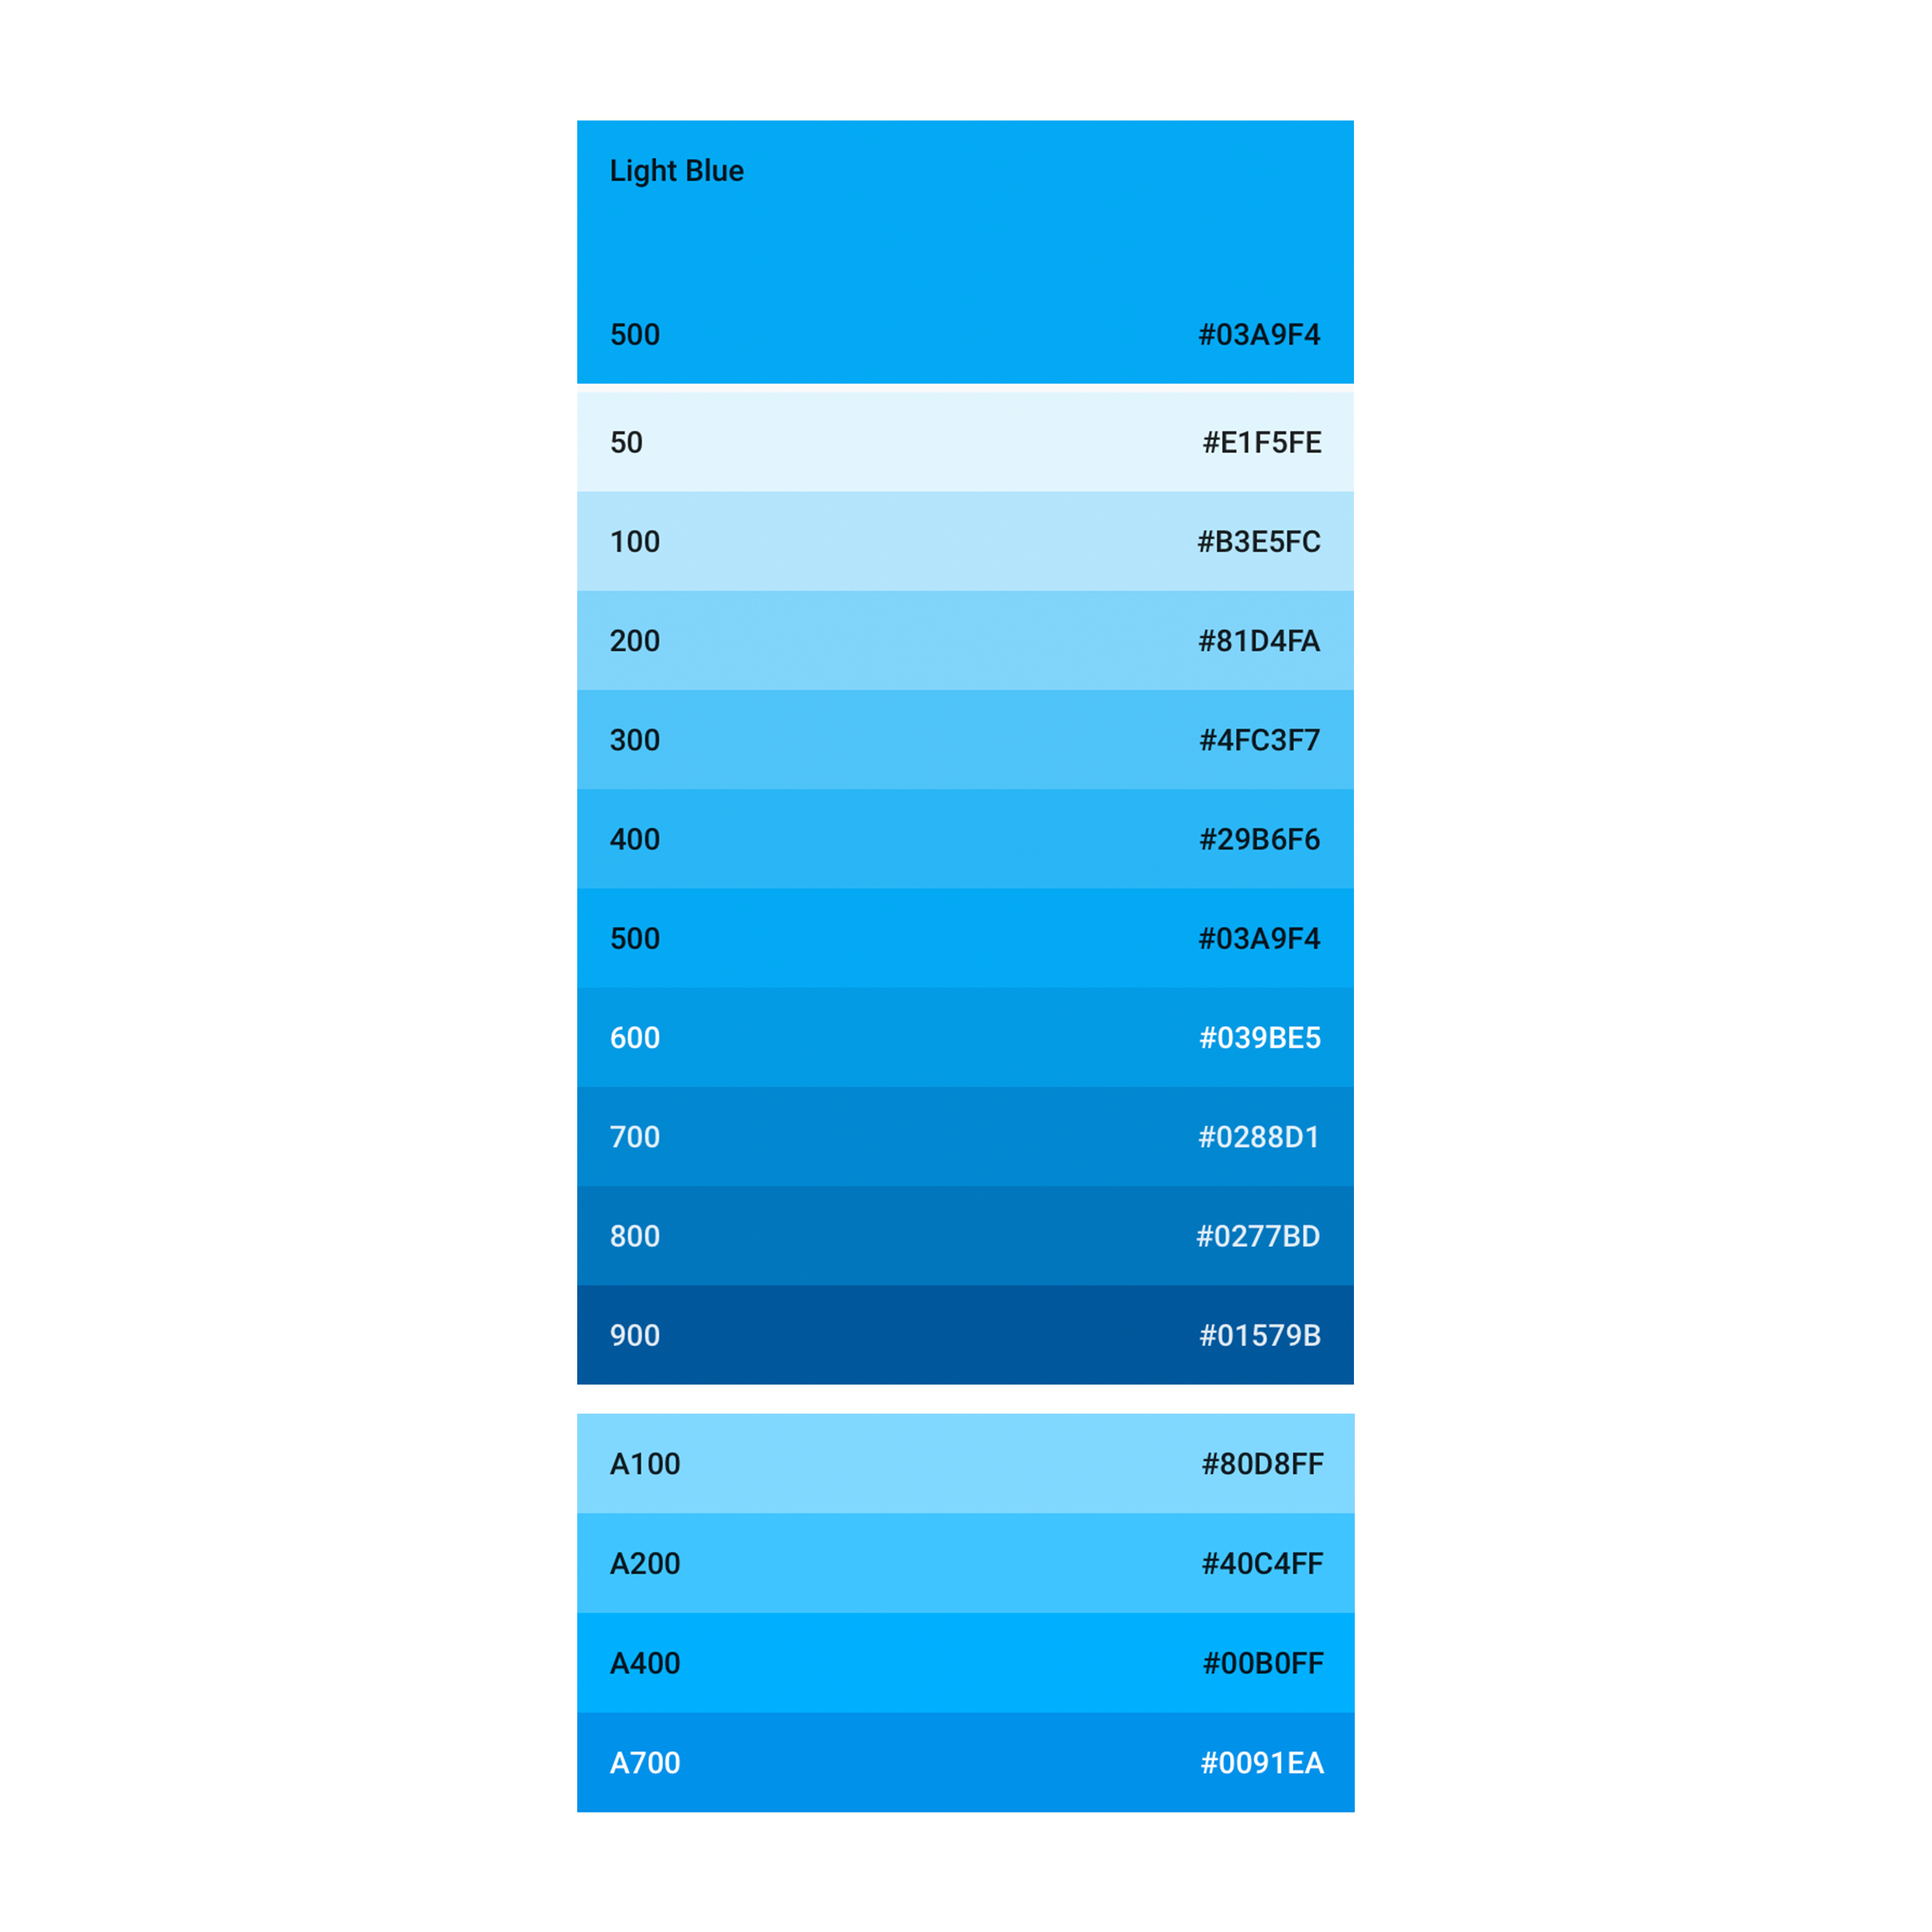 Light Blue
500 #03A9F4
50 #E1F5FE
100 #B3E5FC
200 #81D4FA
300 #4FC3F7
400 #29B6F6
500 #03A9F4
600 #039BE5
700 #0288D1
800 #0277BD
900 #01579B
A100 #80D8FF
A200 #40C4FF
A400 #00B0FF
A700 #0091EA